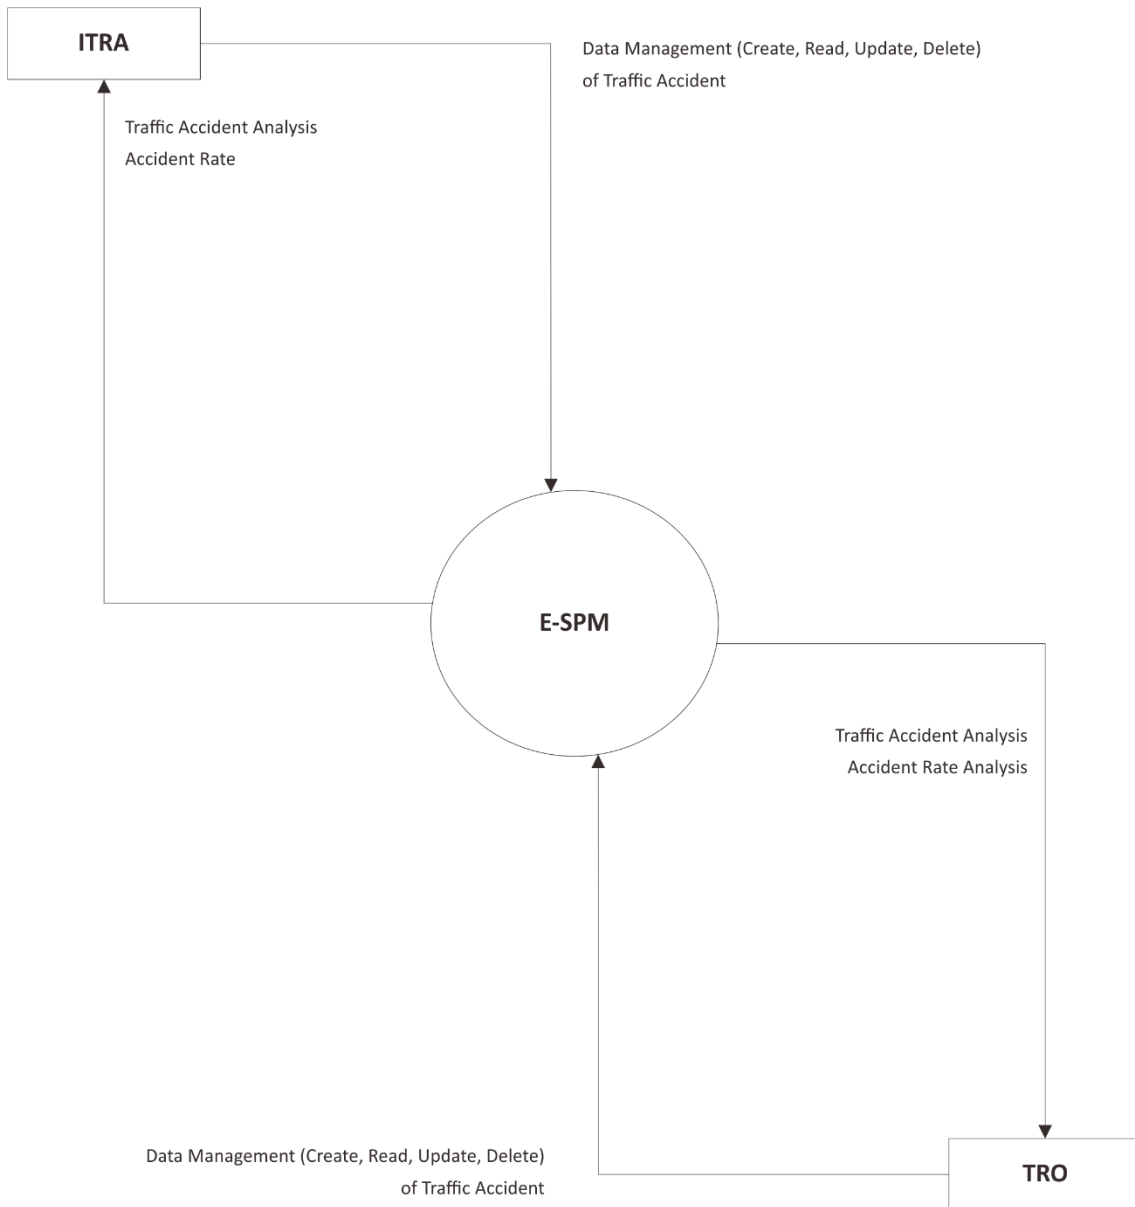 ITRA
Data Management (Create, Read, Update, Delete)
of Traffic Accident
Traffic Accident Analysis
Accident Rate
E-SPM
Traffic Accident Analysis
Accident Rate Analysis
Data Management (Create, Read, Update, Delete)
of Traffic Accident
TRO